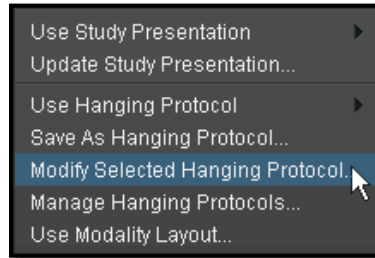 Use Study Presentation
Update Study Presentation...
Use Hanging Protocol
Save As Hanging Protocol...
Modify Selected Hanging Protocol.
Manage Hanging Protocols...
Use Modality Layout...